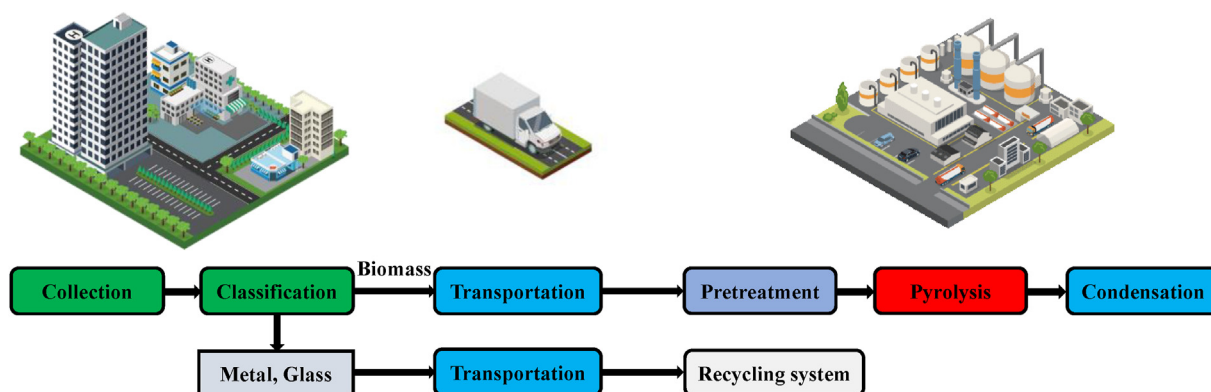 Biomass
Collection
Classification
Transportation
Pretreatment
Pyrolysis
Condensation
Metal, Glass
Transportation
Recycling system